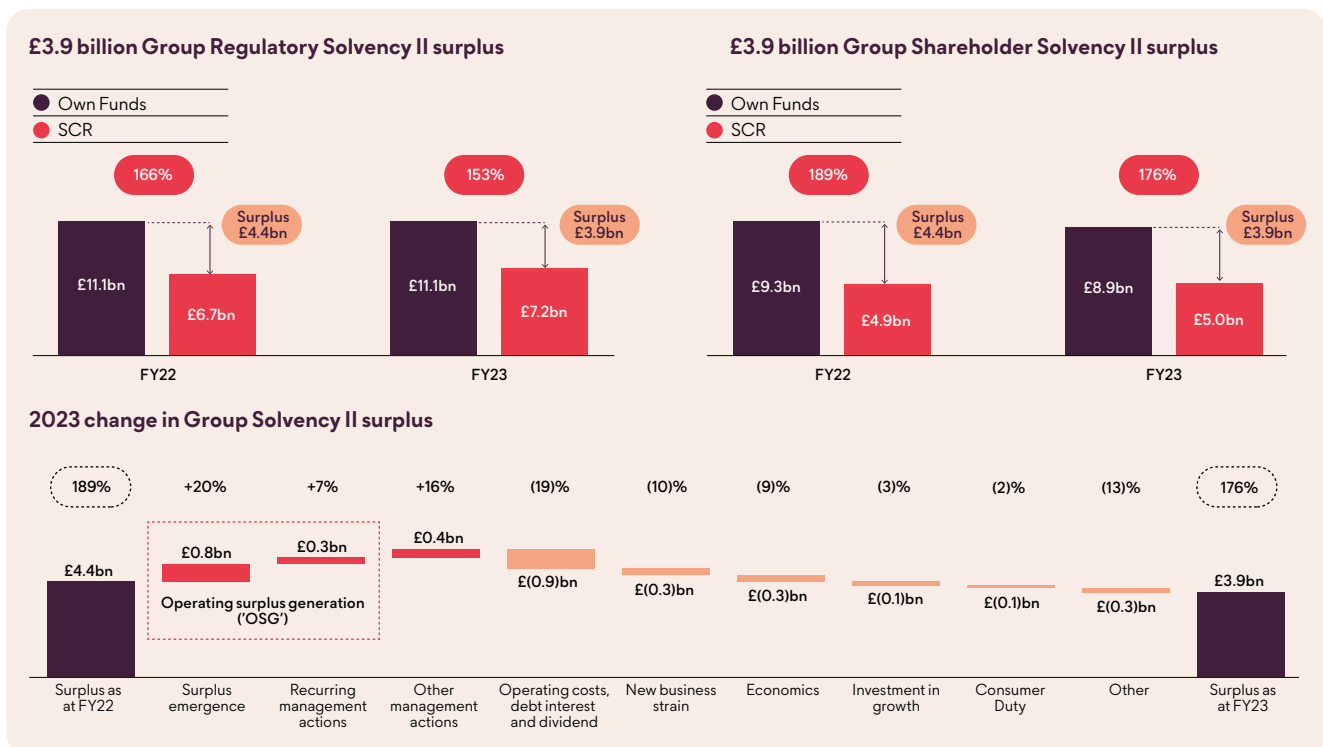 £3.9 billion Group Regulatory Solvency II surplus
Own Funds
SCR
166%
153%
Surplus
£4.4bn
Surplus
£3.9bn
£11.1bn
£6.7bn
£11.1bn
£7.2bn
FY22
FY23
£3.9 billion Group Shareholder Solvency II surplus
Own Funds
SCR
189%
176%
Surplus
£4.4bn
Surplus
£3.9bn
£9.3bn
£4.9bn
£8.9bn
£5.0bn
FY22
FY23
2023 change in Group Solvency II surplus
189%
+20%
+7%
+16%
(19)%
(10)%
(9)%
(3)%
(2)%
(13)%
176%
£4.4bn
£0.8bn
£0.3bn
£0.4bn
£(0.9)bn
£(0.3)bn
£(0.3)bn
£(0.1)bn
£(0.1)bn
£(0.3)bn
£3.9bn
Operating surplus generation
('OSG')
Surplus as
at FY22
Surplus
emergence
Recurring
management
actions
Other
management
actions
Operating costs,
debt interest
and dividend
New business
strain
Economics
Investment in
growth
Consumer
Duty
Other
Surplus as
at FY23